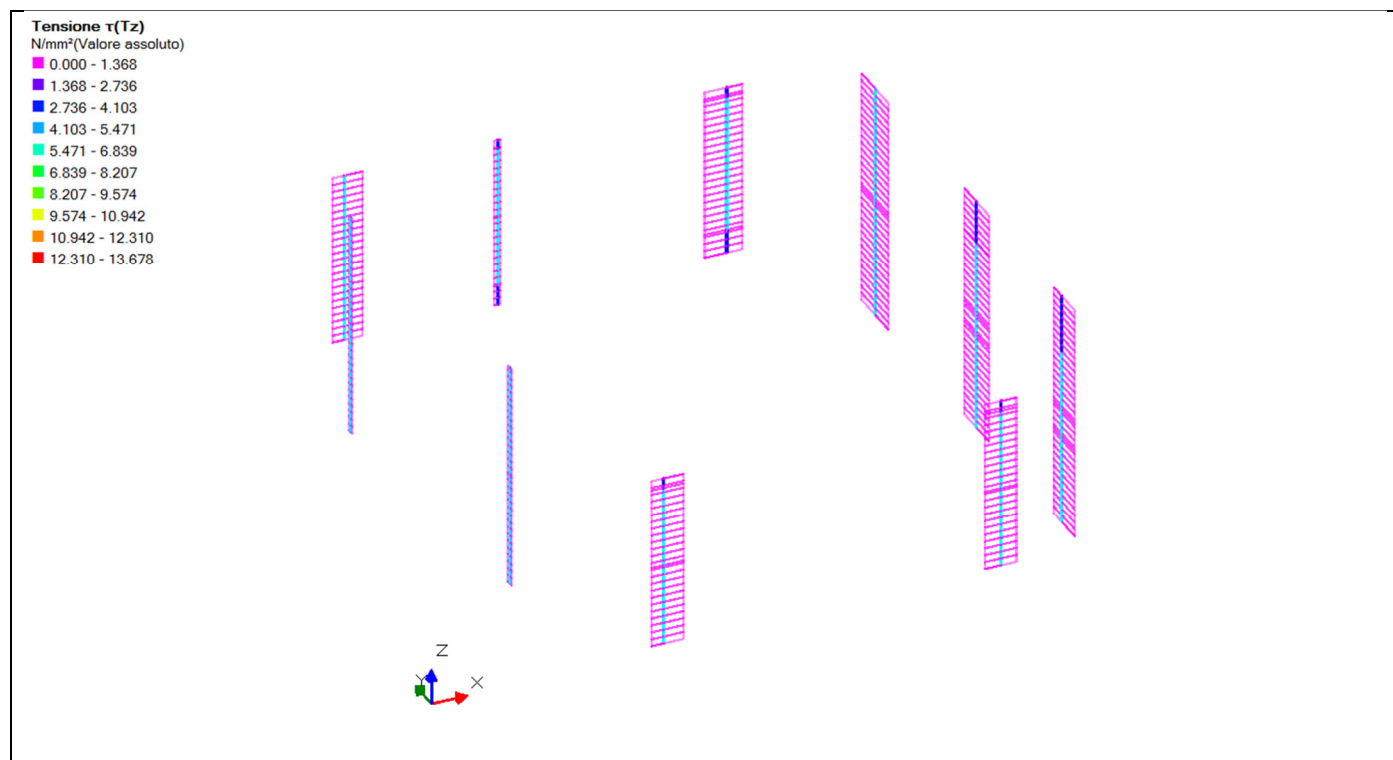 Tensione τ(Tz)
N/mm²(Valore assoluto)
0.000 - 1.368
1.368 - 2.736
2.736 - 4.103
4.103 - 5.471
5.471 - 6.839
6.839 - 8.207
8.207 - 9.574
9.574 - 10.942
10.942 - 12.310
12.310 - 13.678
Z
Y
X